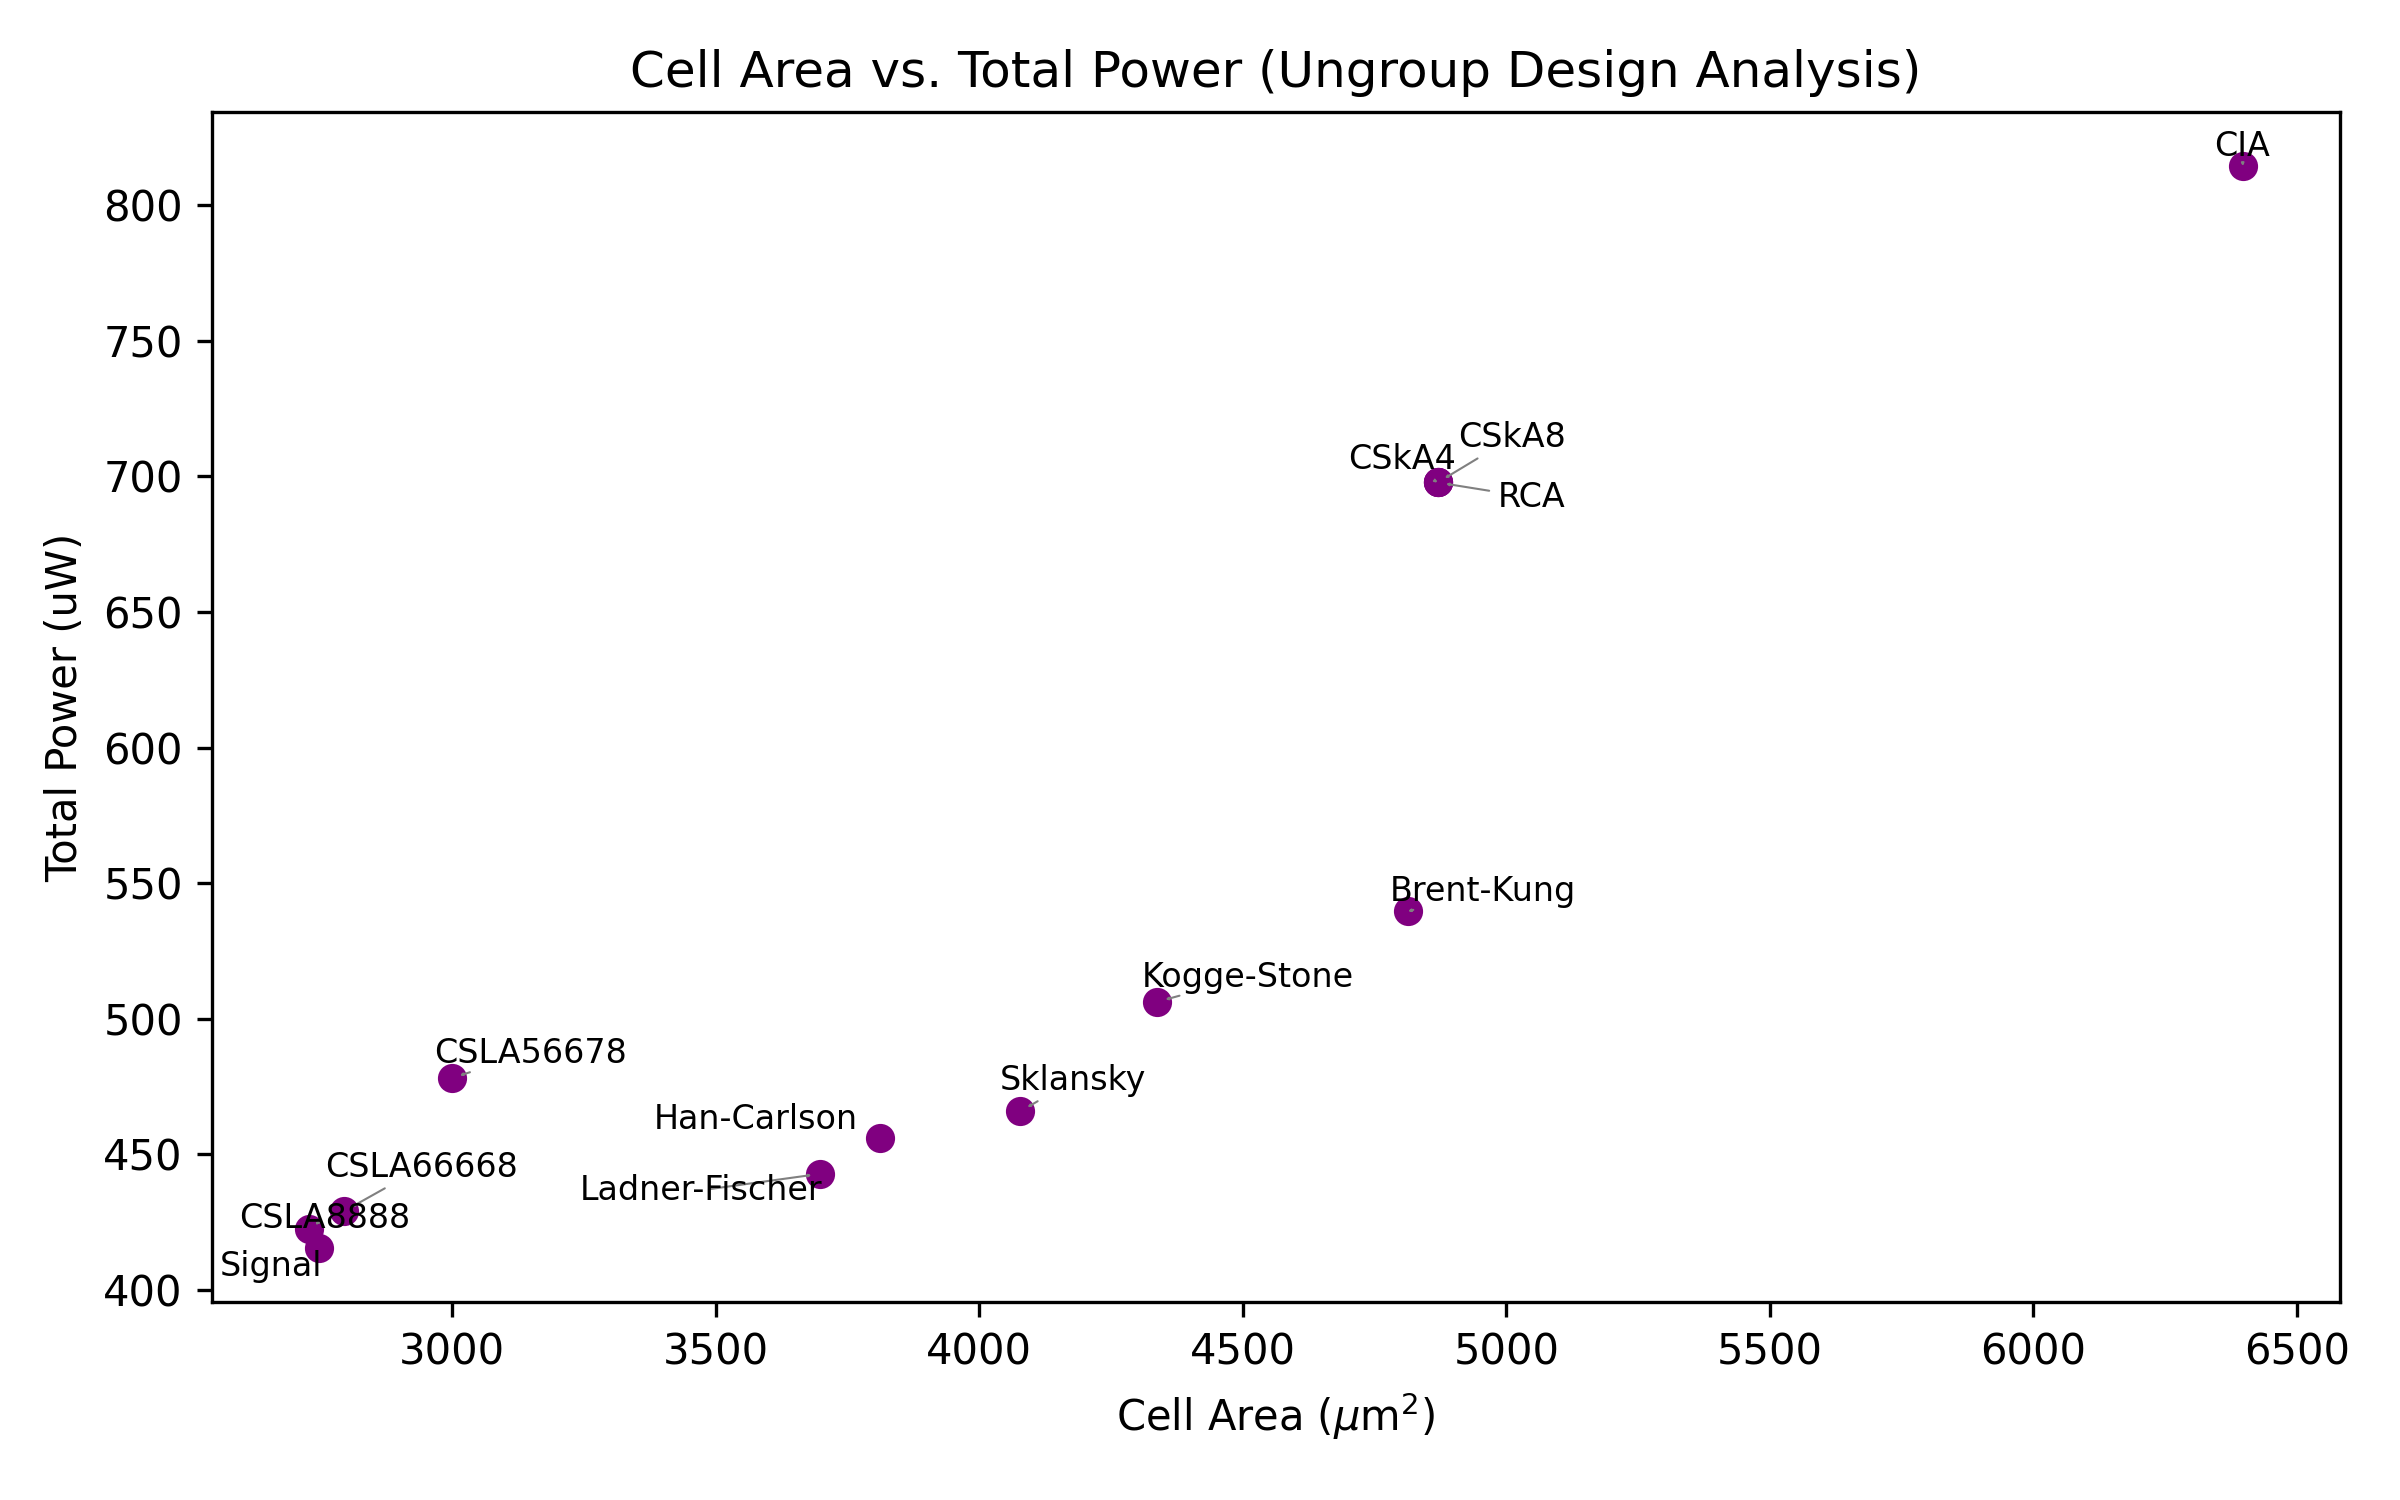 Cell Area vs. Total Power (Ungroup Design Analysis)
Total Power (uW)
800
750
700
650
600
550
500
450
400
CIA
CSkA8
CSkA4
RCA
Brent-Kung
Kogge-Stone
CSLA56678
Sklansky
Han-Carlson
CSLA66668
Ladner-Fischer
CSLA8888
Signal
3000 3500 4000 4500 5000 5500 6000 6500
Cell Area (μm²)